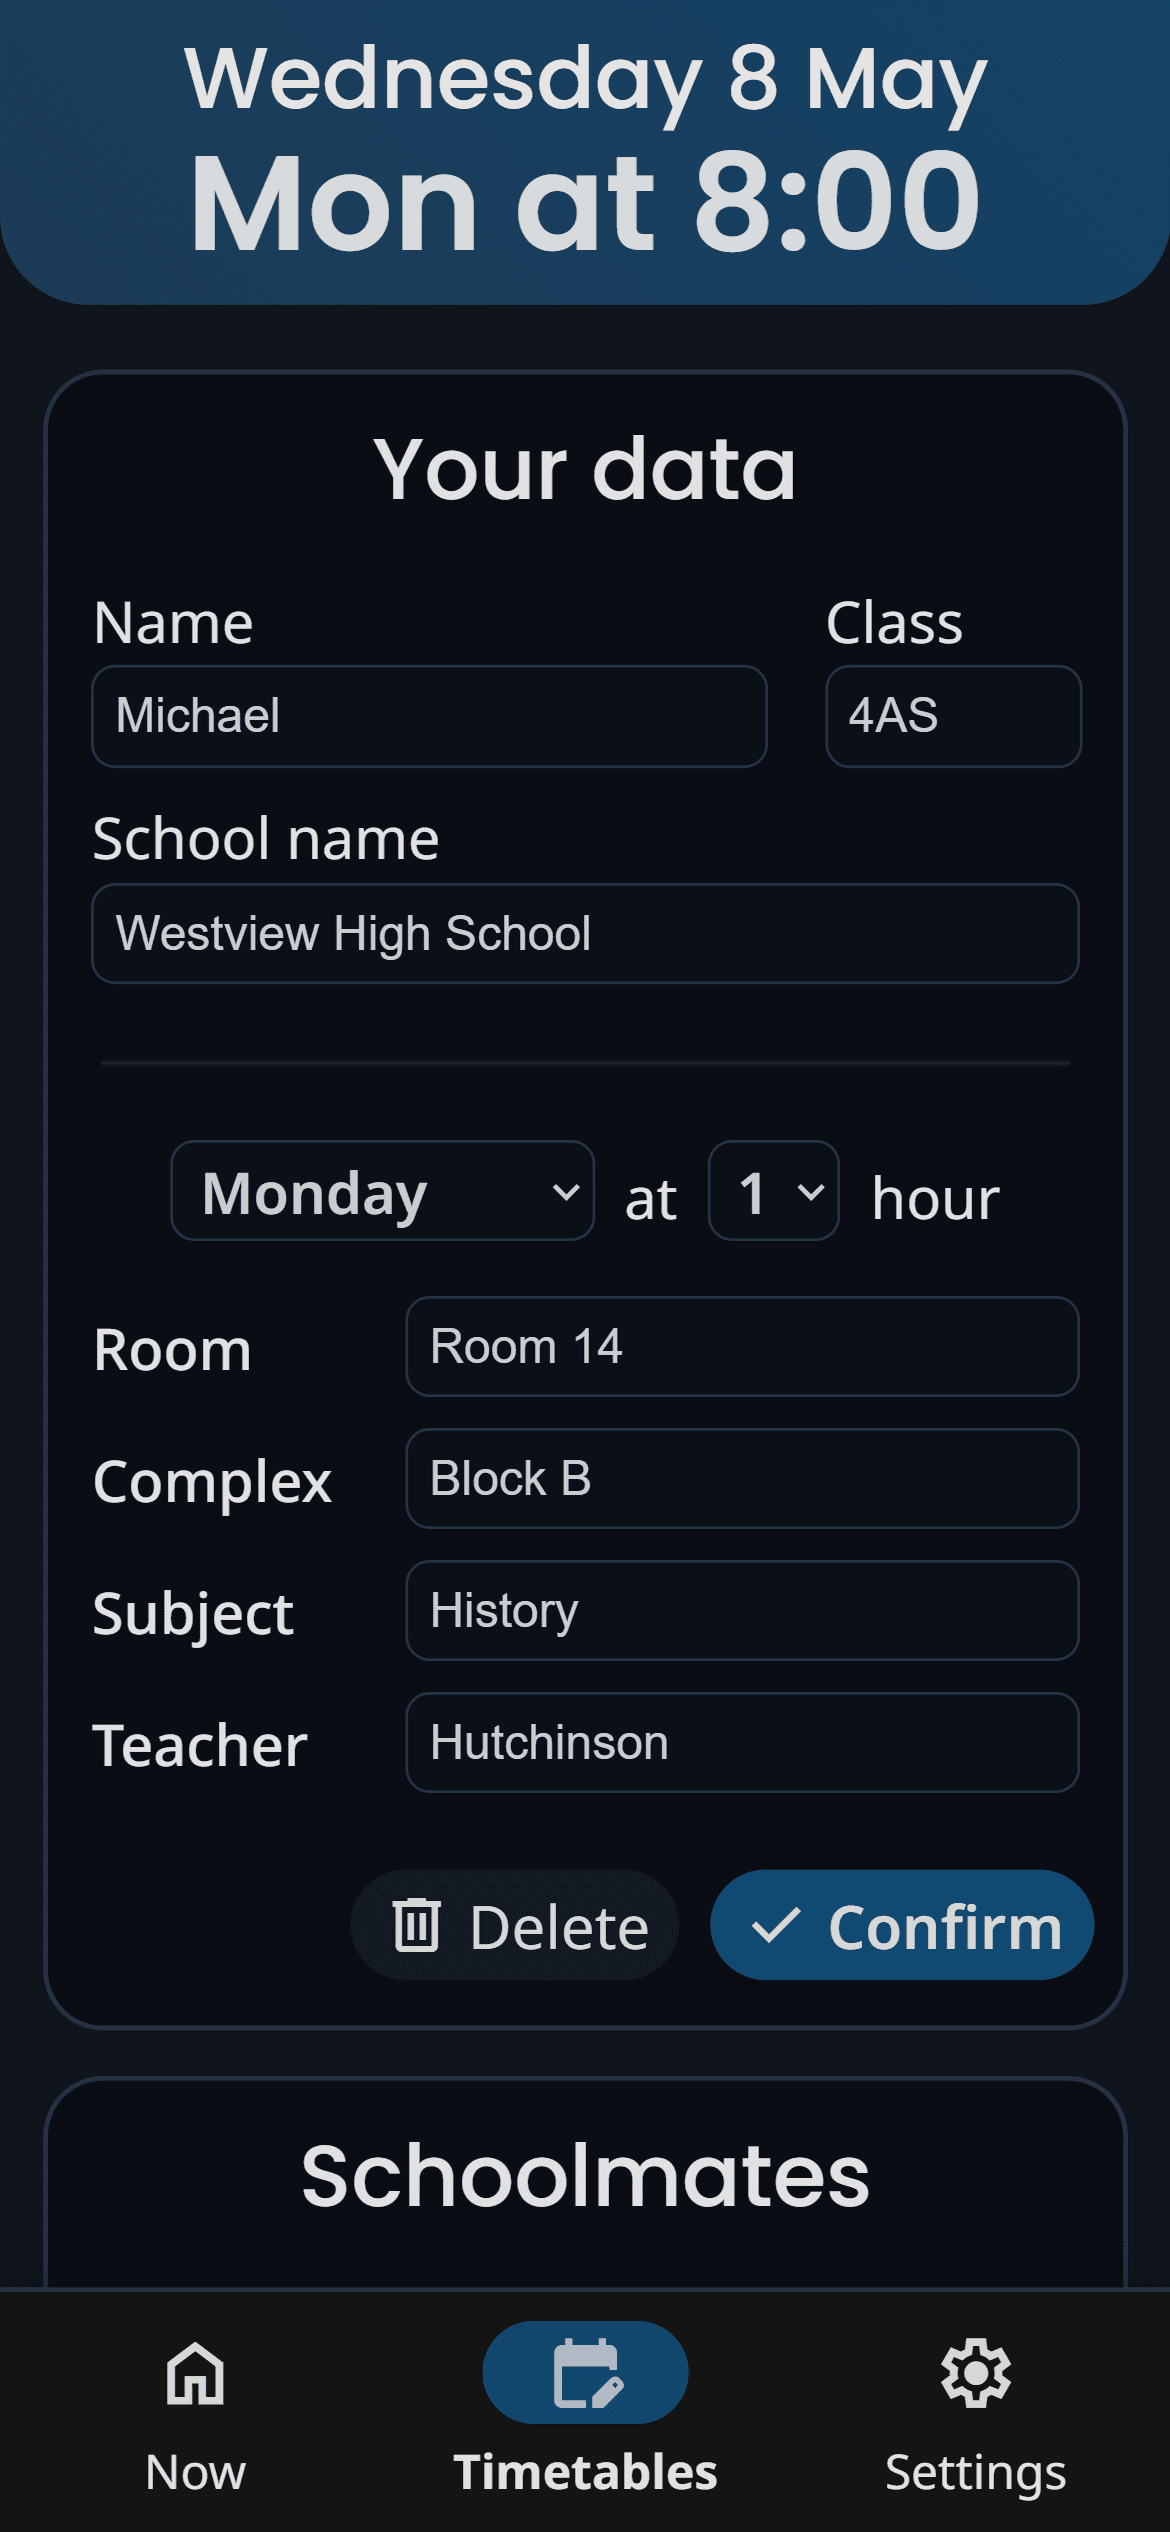 Wednesday 8 May
Mon at 8:00
Your data
Name Class
Michael 4AS
School name
Westview High School
Monday at 1 hour
Room Room 14
Complex Block B
Subject History
Teacher Hutchinson
Delete Confirm
Schoolmates
Now Timetables Settings